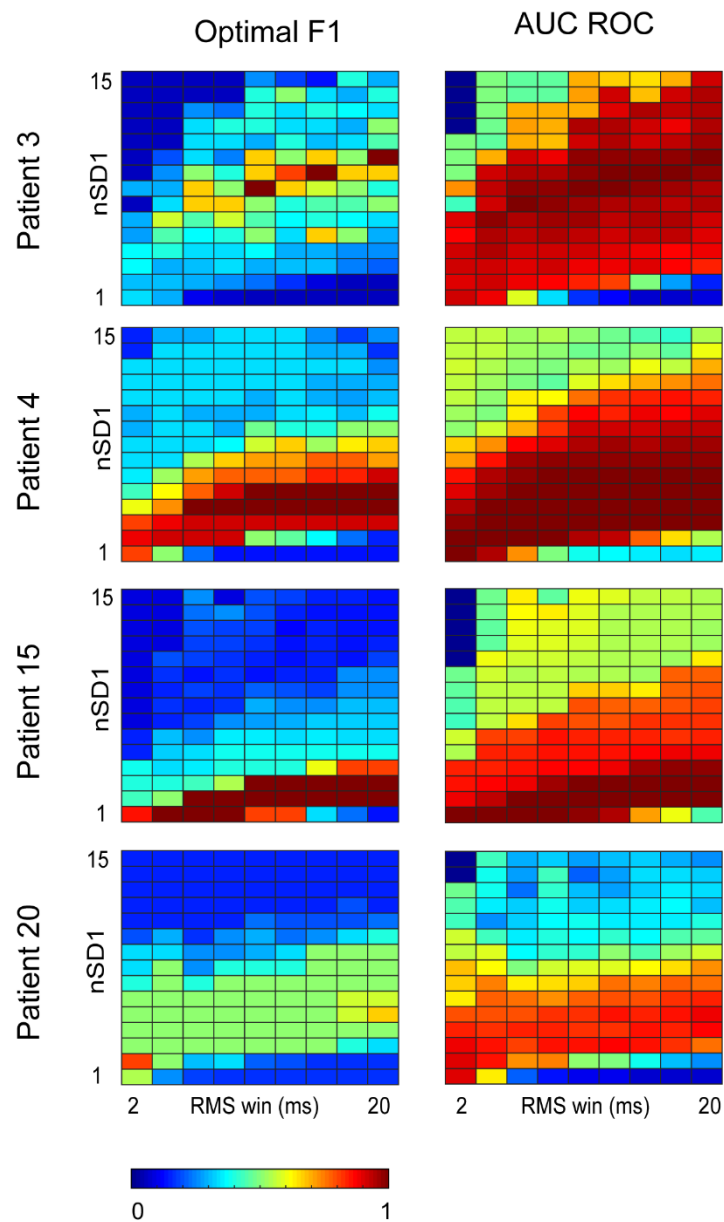 Optimal F1 AUC ROC
Patient 3
nSD1
15
1
Patient 4
nSD1
15
1
Patient 15
nSD1
15
1
Patient 20
nSD1
15
1
2 RMS win (ms) 20 2 RMS win (ms) 20
0 1